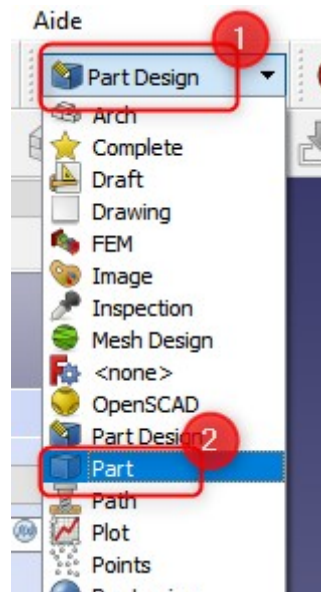 Aide
1
Part Design
Arch
Complete
Draft
Drawing
FEM
Image
Inspection
Mesh Design
<none>
OpenSCAD
Part Design
2
Part
Path
Plot
Points